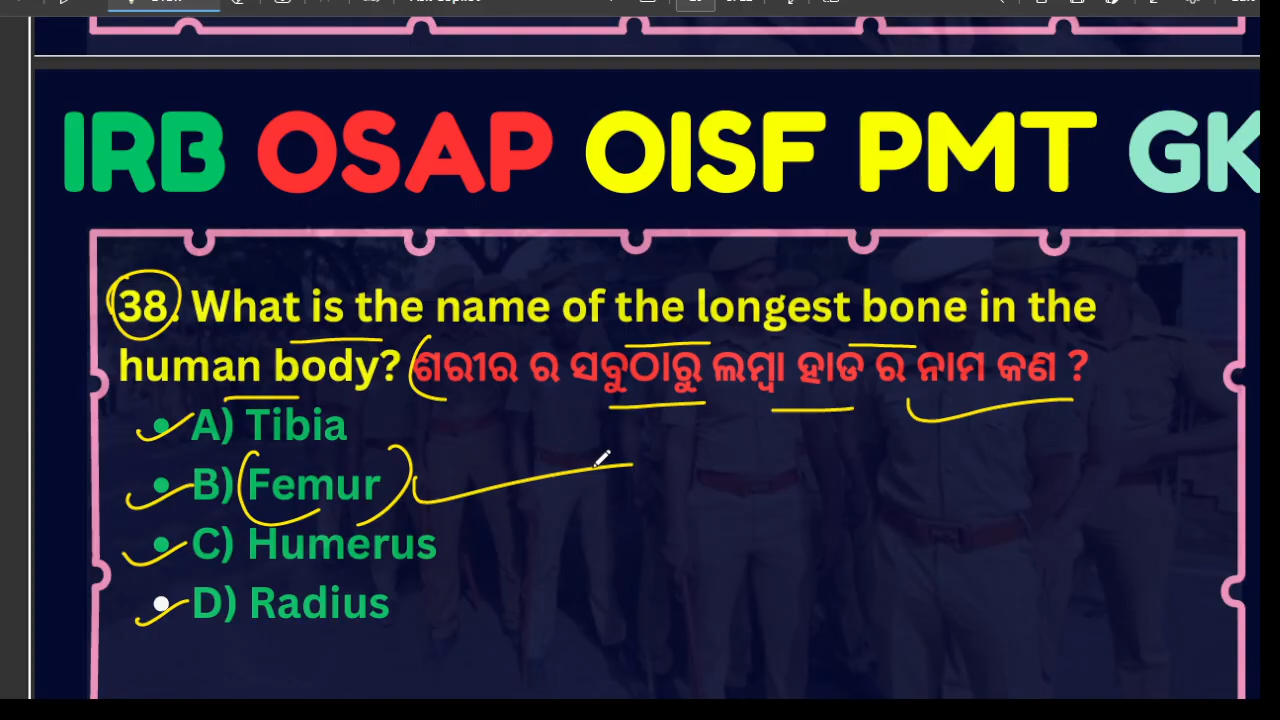 IRB OSAP OISF PMT GK
38. What is the name of the longest bone in the
human body? ଶରୀର ର ସବୁଠାରୁ ଲମ୍ବା ହାଡ ର ନାମ କଣ ?
A) Tibia
B) Femur
C) Humerus
D) Radius